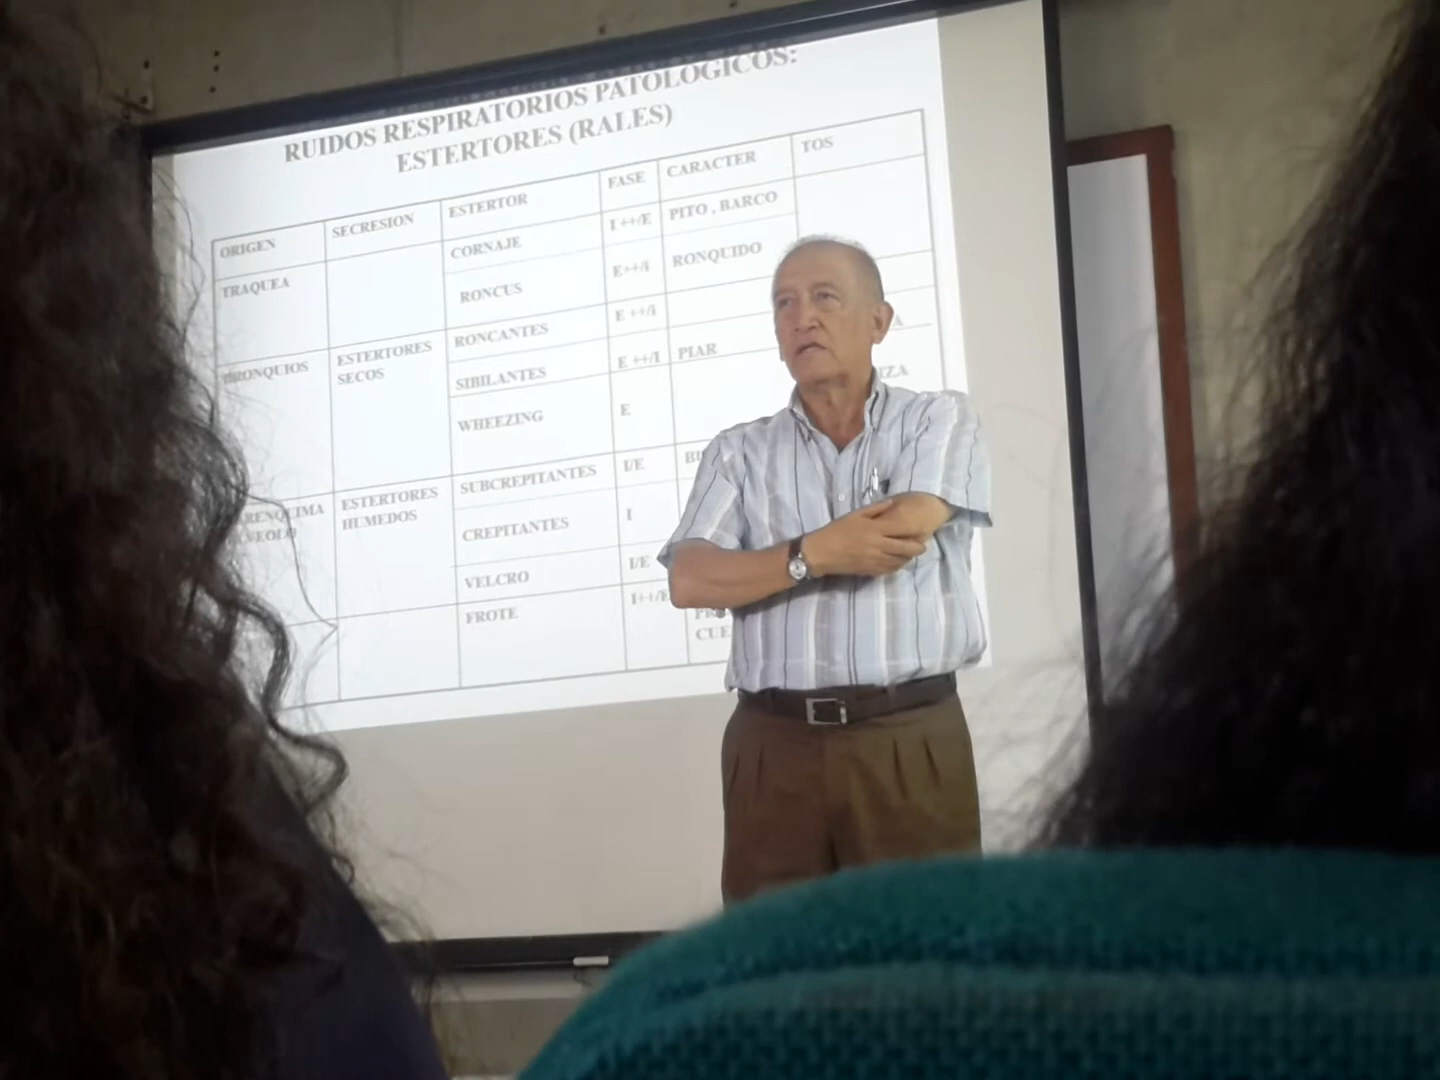 RUIDOS RESPIRATORIOS PATOLOGICOS:
ESTERTORES (RALES)
ORIGEN SECRESION ESTERTOR FASE CARACTER TOS
TRAQUEA CORNAJE I ++/E PITO , BARCO
RONCUS E++/I RONQUIDO
BRONQUIOS ESTERTORES SECOS RONCANTES E ++/I
SIBILANTES E ++/I PIAR
WHEEZING E
ESTERTORES HUMEDOS SUBCREPITANTES I/E
CREPITANTES I
VELCRO I/E
FROTE I++/E